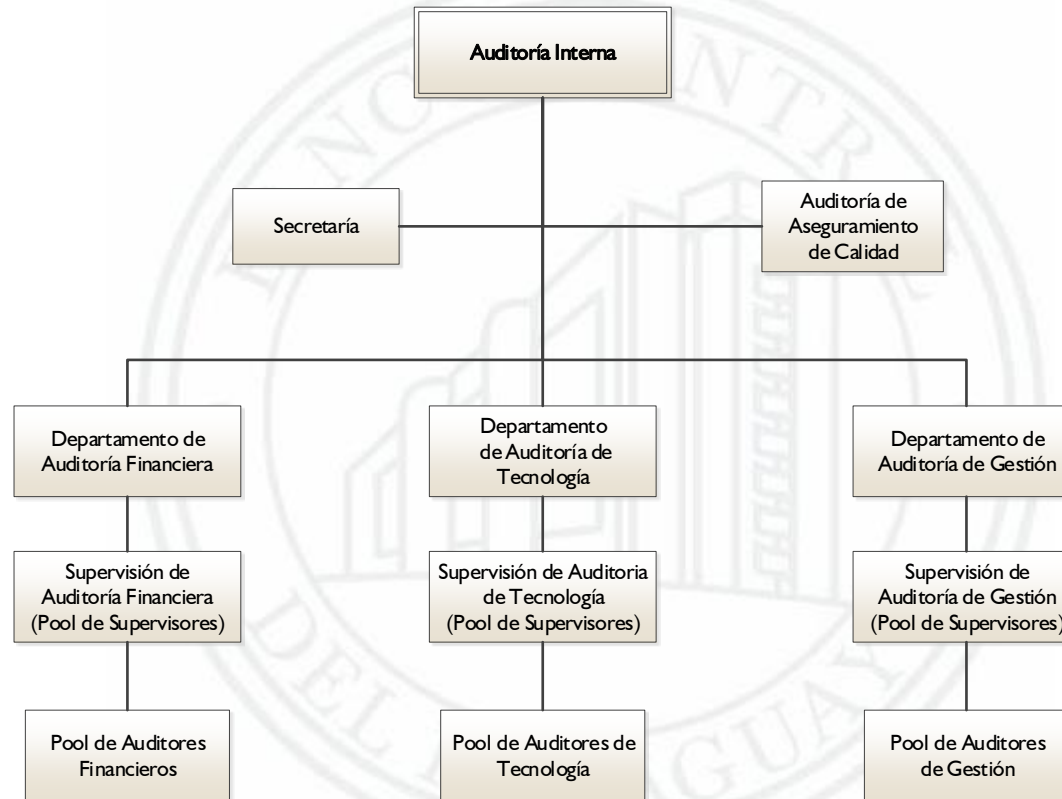 Auditoría Interna
Secretaría
Auditoría de
Aseguramiento
de Calidad
Departamento de
Auditoría Financiera
Departamento
de Auditoría de
Tecnología
Departamento de
Auditoría de Gestión
Supervisión de
Auditoría Financiera
(Pool de Supervisores)
Supervisión de Auditoria
de Tecnología
(Pool de Supervisores)
Supervisión de
Auditoría de Gestión
(Pool de Supervisores)
Pool de Auditores
Financieros
Pool de Auditores de
Tecnología
Pool de Auditores
de Gestión